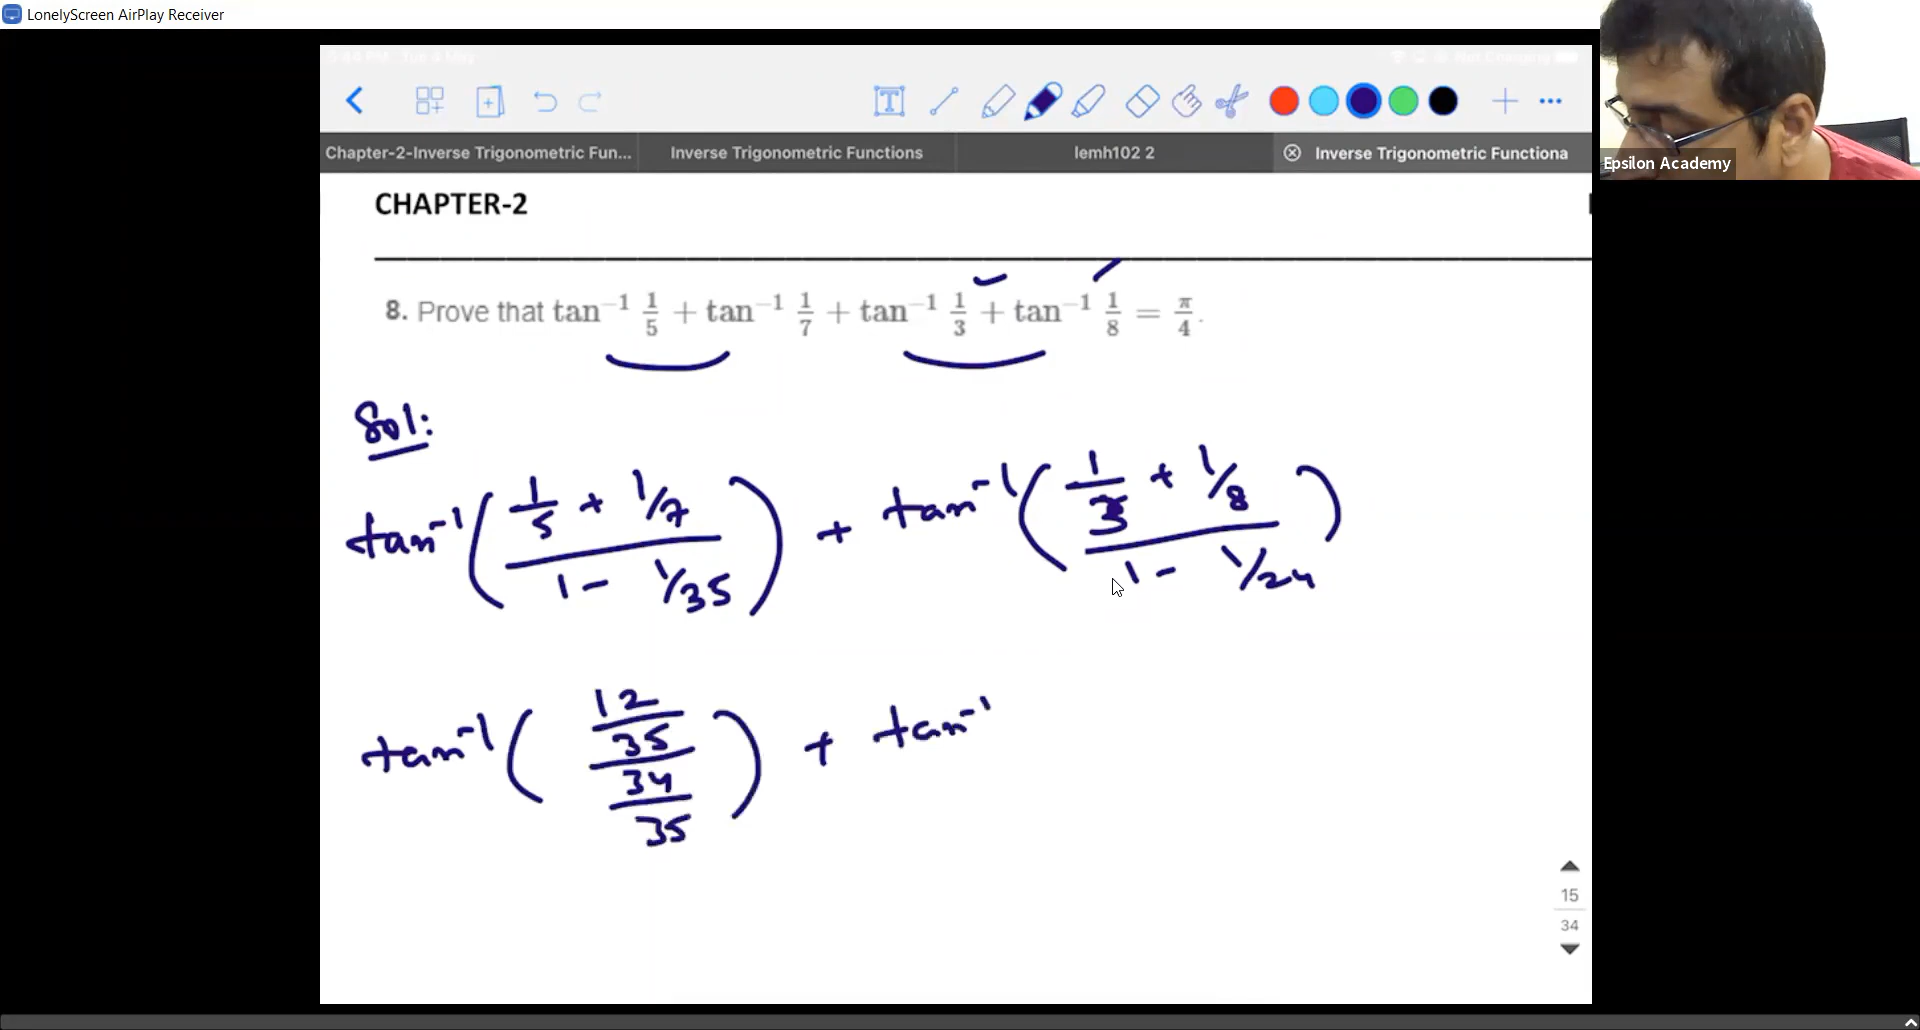 LonelyScreen AirPlay Receiver
T
Chapter-2-Inverse Trigonometric Fun...
Inverse Trigonometric Functions
lemh102 2
Inverse Trigonometric Functiona
Epsilon Academy
CHAPTER-2
8. Prove that tan⁻¹ 1/5 + tan⁻¹ 1/7 + tan⁻¹ 1/3 + tan⁻¹ 1/8 = π/4.
Sol:
tan⁻¹((1/5 + 1/7)/(1 - 1/35)) + tan⁻¹((1/3 + 1/8)/(1 - 1/24))
tan⁻¹((12/35)/(34/35)) + tan⁻¹
15
34